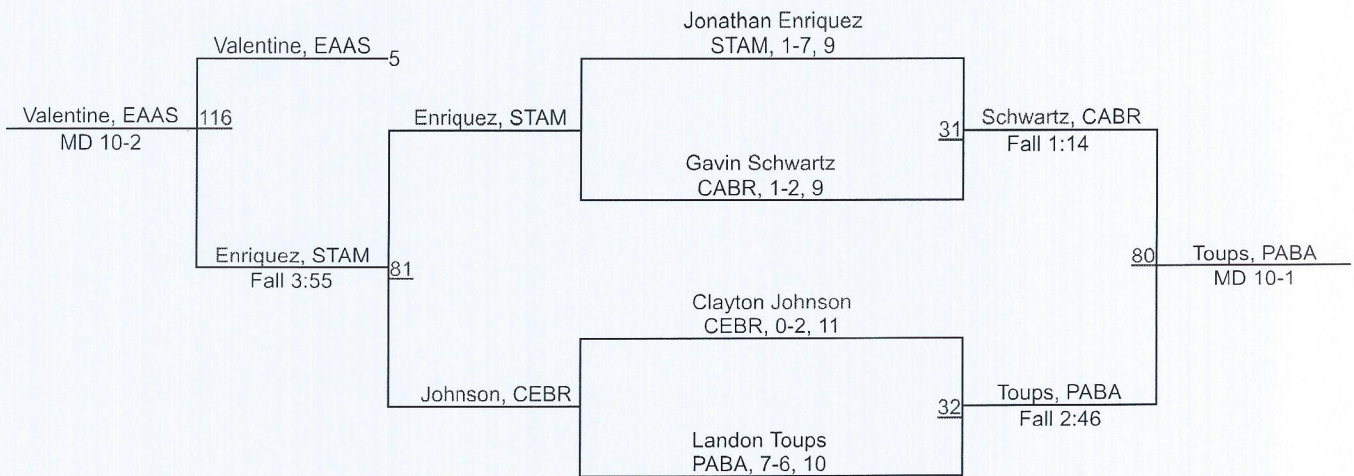 Jonathan Enriquez
STAM, 1-7, 9
Valentine, EAAS
5
Valentine, EAAS
116
MD 10-2
Enriquez, STAM
31
Schwartz, CABR
Fall 1:14
Gavin Schwartz
CABR, 1-2, 9
Enriquez, STAM
81
Fall 3:55
80
Toups, PABA
MD 10-1
Clayton Johnson
CEBR, 0-2, 11
Johnson, CEBR
32
Toups, PABA
Fall 2:46
Landon Toups
PABA, 7-6, 10